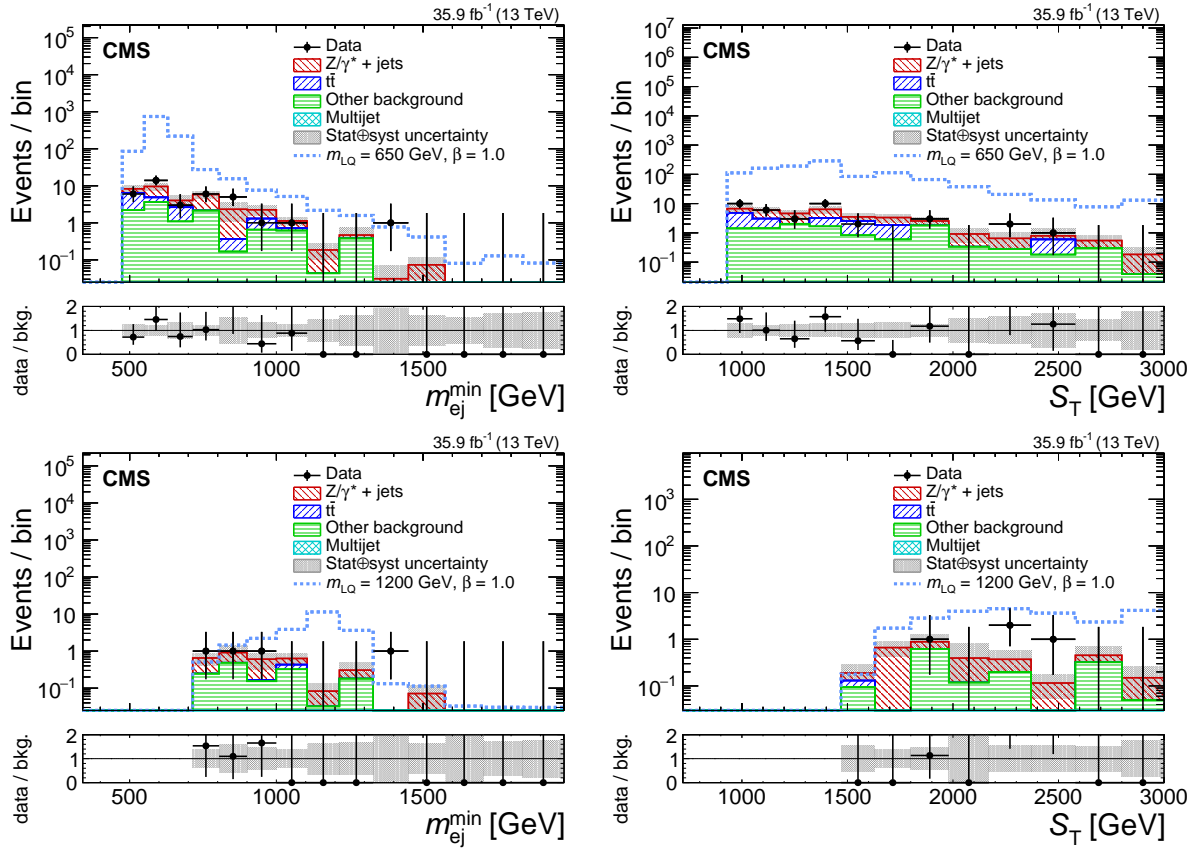 35.9 fb⁻¹ (13 TeV)
CMS
Data
Z/γ* + jets
tt̄
Other background
Multijet
Stat⊕syst uncertainty
m_LQ = 650 GeV, β = 1.0
Events / bin
10⁵
10⁴
10³
10²
10
1
10⁻¹
data / bkg.
2
1
0
500 1000 1500
m_ej^min [GeV]
35.9 fb⁻¹ (13 TeV)
CMS
Data
Z/γ* + jets
tt̄
Other background
Multijet
Stat⊕syst uncertainty
m_LQ = 650 GeV, β = 1.0
Events / bin
10⁷
10⁶
10⁵
10⁴
10³
10²
10
1
10⁻¹
data / bkg.
2
1
0
1000 1500 2000 2500 3000
S_T [GeV]
35.9 fb⁻¹ (13 TeV)
CMS
Data
Z/γ* + jets
tt̄
Other background
Multijet
Stat⊕syst uncertainty
m_LQ = 1200 GeV, β = 1.0
Events / bin
10⁵
10⁴
10³
10²
10
1
10⁻¹
data / bkg.
2
1
0
500 1000 1500
m_ej^min [GeV]
35.9 fb⁻¹ (13 TeV)
CMS
Data
Z/γ* + jets
tt̄
Other background
Multijet
Stat⊕syst uncertainty
m_LQ = 1200 GeV, β = 1.0
Events / bin
10³
10²
10
1
10⁻¹
data / bkg.
2
1
0
1000 1500 2000 2500 3000
S_T [GeV]